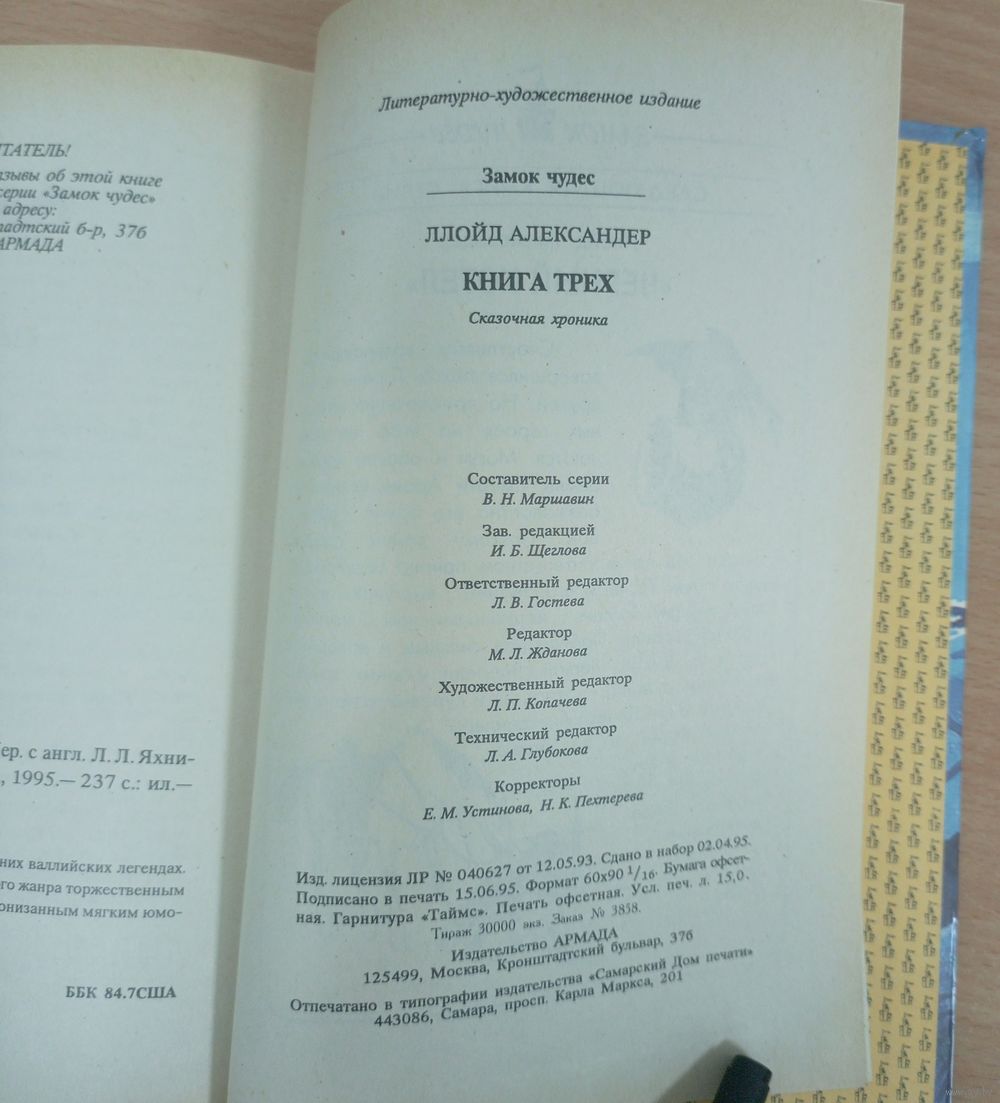 ТАТЕЛЬ!
зывы об этой книге
серии «Замок чудес»
адресу:
адтский б-р, 37б
АРМАДА
ер. с англ. Л. Л. Яхни-
, 1995.— 237 с.: ил.—
них валлийских легендах.
го жанра торжественным
онизанным мягким юмо-
ББК 84.7США
Литературно-художественное издание
Замок чудес
ЛЛОЙД АЛЕКСАНДЕР
КНИГА ТРЕХ
Сказочная хроника
Составитель серии
В. Н. Маршавин
Зав. редакцией
И. Б. Щеглова
Ответственный редактор
Л. В. Гостева
Редактор
М. Л. Жданова
Художественный редактор
Л. П. Копачева
Технический редактор
Л. А. Глубокова
Корректоры
Е. М. Устинова, Н. К. Пехтерева
Изд. лицензия ЛР № 040627 от 12.05.93. Сдано в набор 02.04.95.
Подписано в печать 15.06.95. Формат 60х90 1/16. Бумага офсет-
ная. Гарнитура «Таймс». Печать офсетная. Усл. печ. л. 15,0.
Тираж 30000 экз. Заказ № 3858.
Издательство АРМАДА
125499, Москва, Кронштадтский бульвар, 37б
Отпечатано в типографии издательства «Самарский Дом печати»
443086, Самара, просп. Карла Маркса, 201